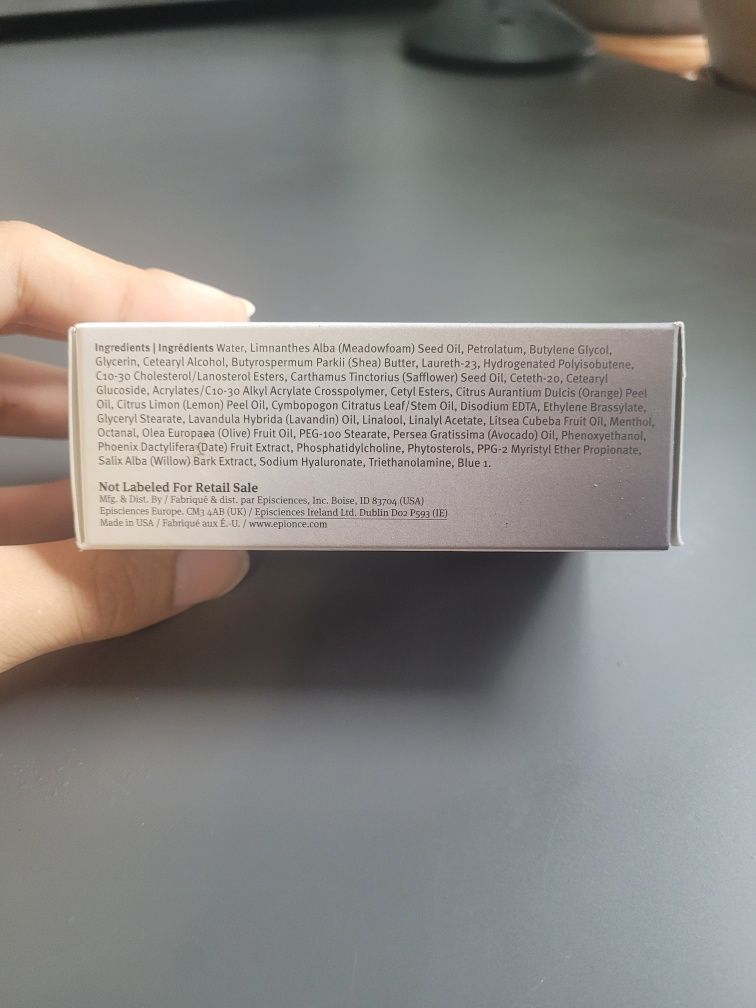 Ingredients | Ingrédients Water, Limnanthes Alba (Meadowfoam) Seed Oil, Petrolatum, Butylene Glycol,
Glycerin, Cetearyl Alcohol, Butyrospermum Parkii (Shea) Butter, Laureth-23, Hydrogenated Polyisobutene,
C10-30 Cholesterol/Lanosterol Esters, Carthamus Tinctorius (Safflower) Seed Oil, Ceteth-20, Cetearyl
Glucoside, Acrylates/C10-30 Alkyl Acrylate Crosspolymer, Cetyl Esters, Citrus Aurantium Dulcis (Orange) Peel
Oil, Citrus Limon (Lemon) Peel Oil, Cymbopogon Citratus Leaf/Stem Oil, Disodium EDTA, Ethylene Brassylate,
Glyceryl Stearate, Lavandula Hybrida (Lavandin) Oil, Linalool, Linalyl Acetate, Litsea Cubeba Fruit Oil, Menthol,
Octanal, Olea Europaea (Olive) Fruit Oil, PEG-100 Stearate, Persea Gratissima (Avocado) Oil, Phenoxyethanol,
Phoenix Dactylifera (Date) Fruit Extract, Phosphatidylcholine, Phytosterols, PPG-2 Myristyl Ether Propionate,
Salix Alba (Willow) Bark Extract, Sodium Hyaluronate, Triethanolamine, Blue 1.
Not Labeled For Retail Sale
Mfg. & Dist. By / Fabriqué & dist. par Episciences, Inc. Boise, ID 83704 (USA)
Episciences Europe. CM3 4AB (UK) / Episciences Ireland Ltd. Dublin D02 P593 (IE)
Made in USA / Fabriqué aux É.-U. / www.epionce.com